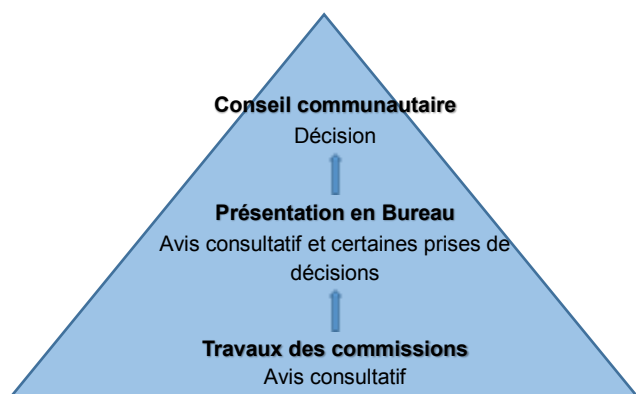 Conseil communautaire
Décision
Présentation en Bureau
Avis consultatif et certaines prises de
décisions
Travaux des commissions
Avis consultatif